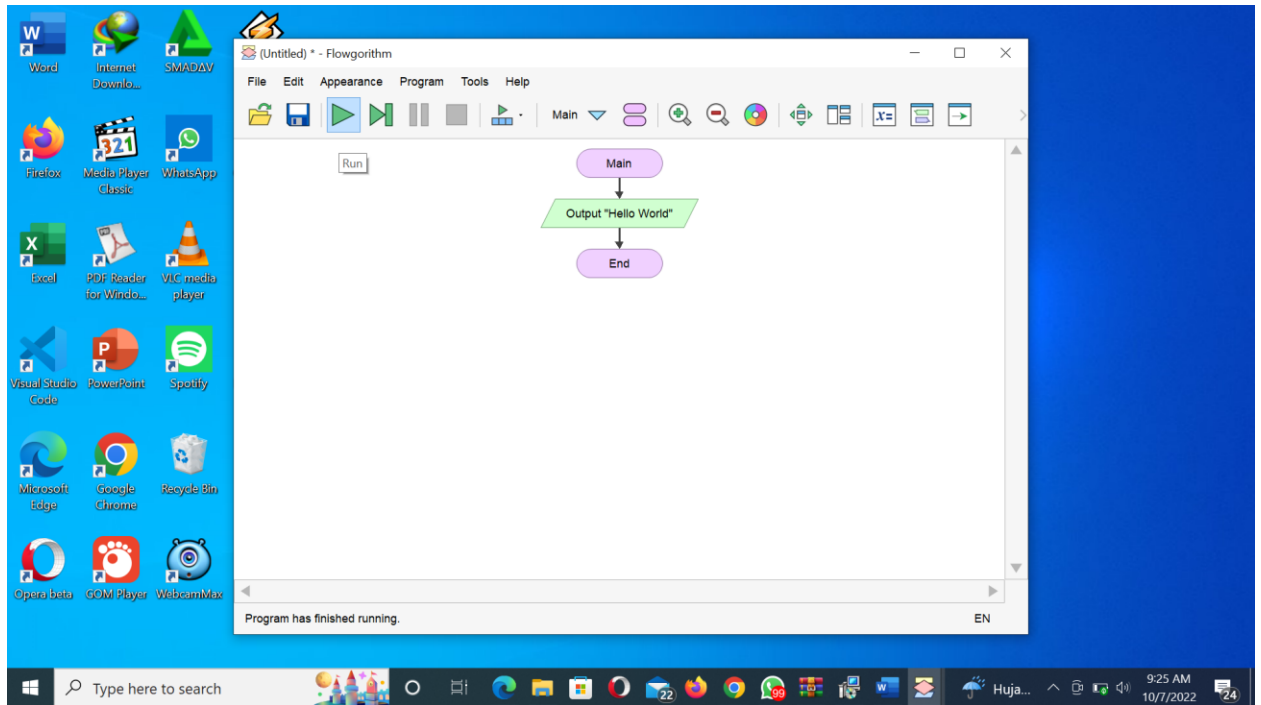 W
Word
Internet
Downlo...
SMADAV
(Untitled) * - Flowgorithm
File Edit Appearance Program Tools Help
Main
x=
Run
Main
Output "Hello World"
End
Firefox
321
Media Player
Classic
WhatsApp
X
Excel
PDF Reader
for Windo...
VLC media
player
Visual Studio
Code
P
PowerPoint
Spotify
Microsoft
Edge
Google
Chrome
Recycle Bin
Opera beta
GOM Player
WebcamMax
Program has finished running.
EN
Type here to search
22
99
W
Huja...
9:25 AM
10/7/2022
24